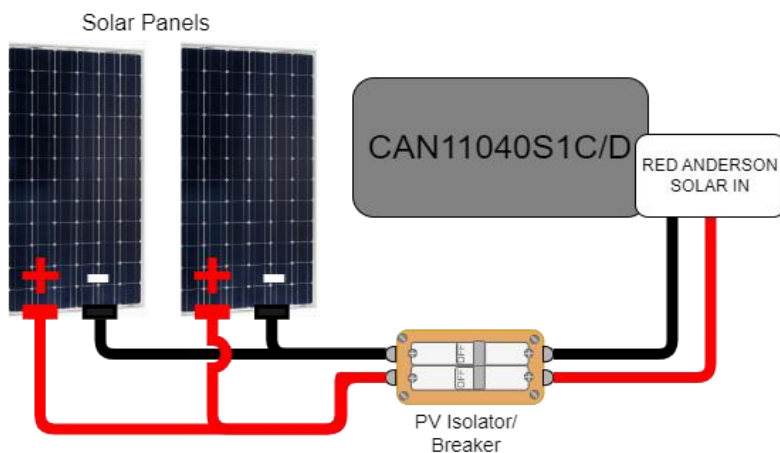 Solar Panels
CAN11040S1C/D
RED ANDERSON
SOLAR IN
+
-
+
-
OFF
OFF
PV Isolator/
Breaker